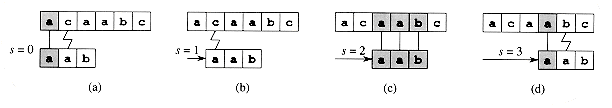 a c a a b c
s = 0
a a b
(a)
a c a a b c
s = 1
a a b
(b)
a c a a b c
s = 2
a a b
(c)
a c a a b c
s = 3
a a b
(d)